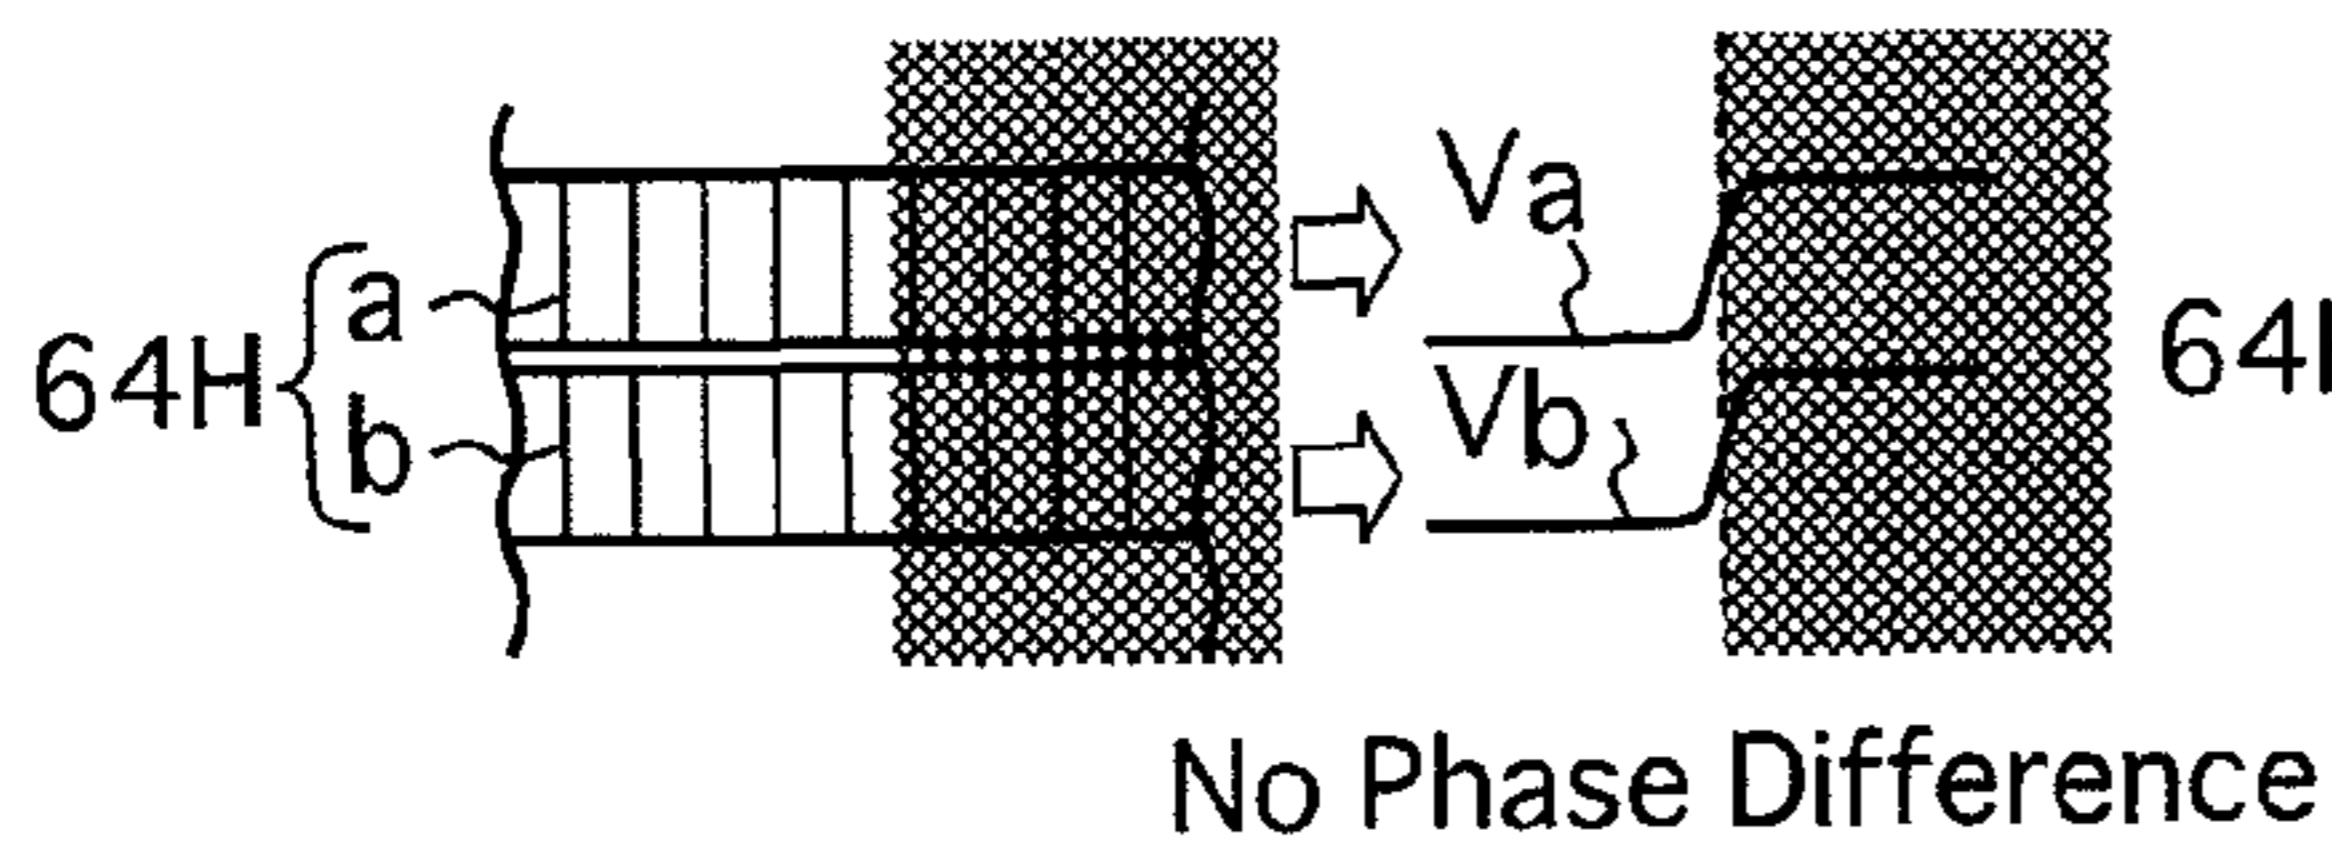 64H
a
b
Va
Vb
No Phase Difference